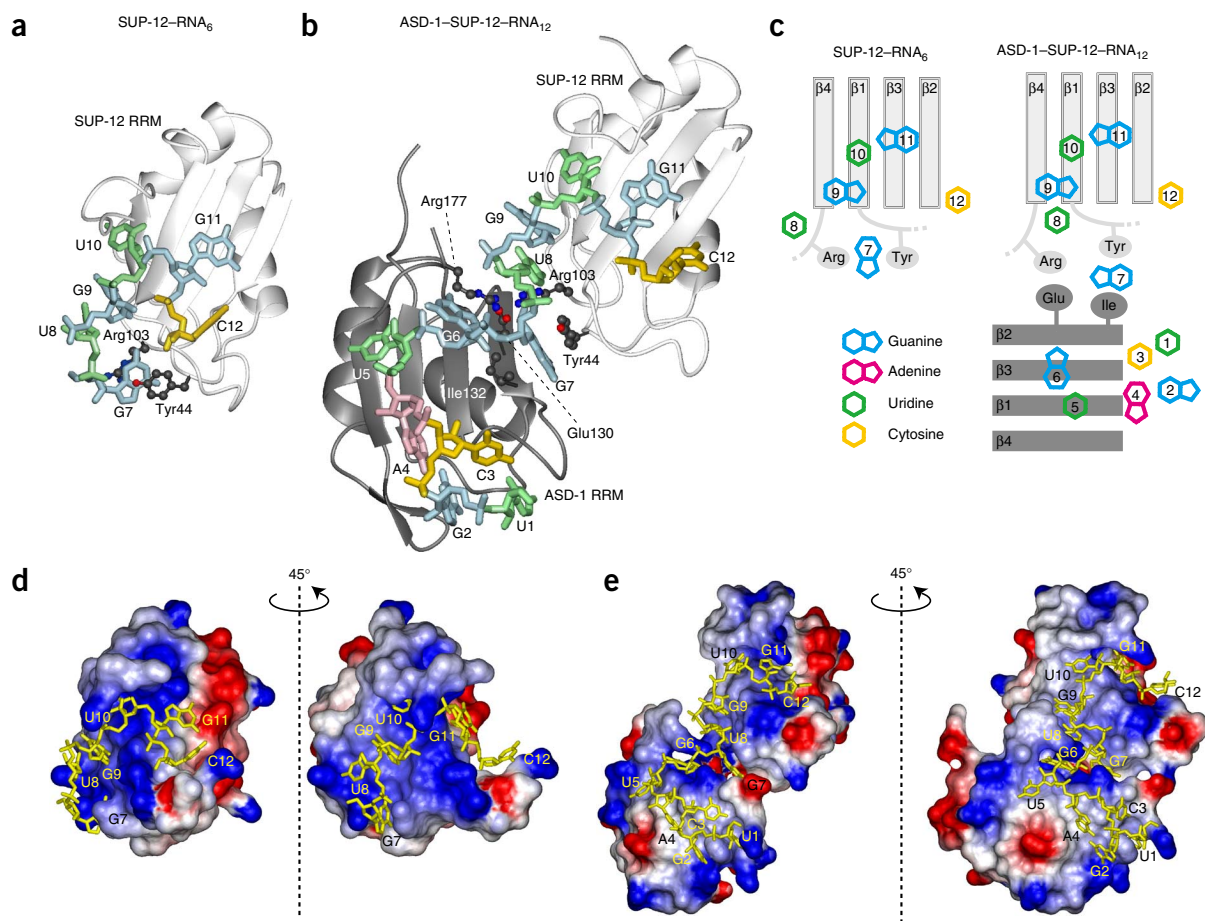 a
SUP-12–RNA6
SUP-12 RRM
G11
U10
G9
U8
Arg103
C12
G7
Tyr44
b
ASD-1–SUP-12–RNA12
SUP-12 RRM
Arg177
U10
G11
G9
U8
Arg103
C12
G6
Tyr44
U5
G7
Ile132
Glu130
A4
C3
ASD-1 RRM
G2
U1
c
SUP-12–RNA6
ASD-1–SUP-12–RNA12
β4
β1
β3
β2
11
10
9
12
8
7
Arg
Tyr
β4
β1
β3
β2
11
10
9
12
8
Tyr
Arg
7
Glu
Ile
β2
1
3
β3
6
2
4
β1
5
β4
Guanine
Adenine
Uridine
Cytosine
d
45°
U10
G11
G9
U8
C12
G7
U10
G9
G11
U8
C12
G7
e
45°
G11
U10
C12
G9
U8
G6
U5
G7
C3
A4
U1
G2
G11
U10
C12
G9
U8
G6
G7
U5
C3
A4
U1
G2